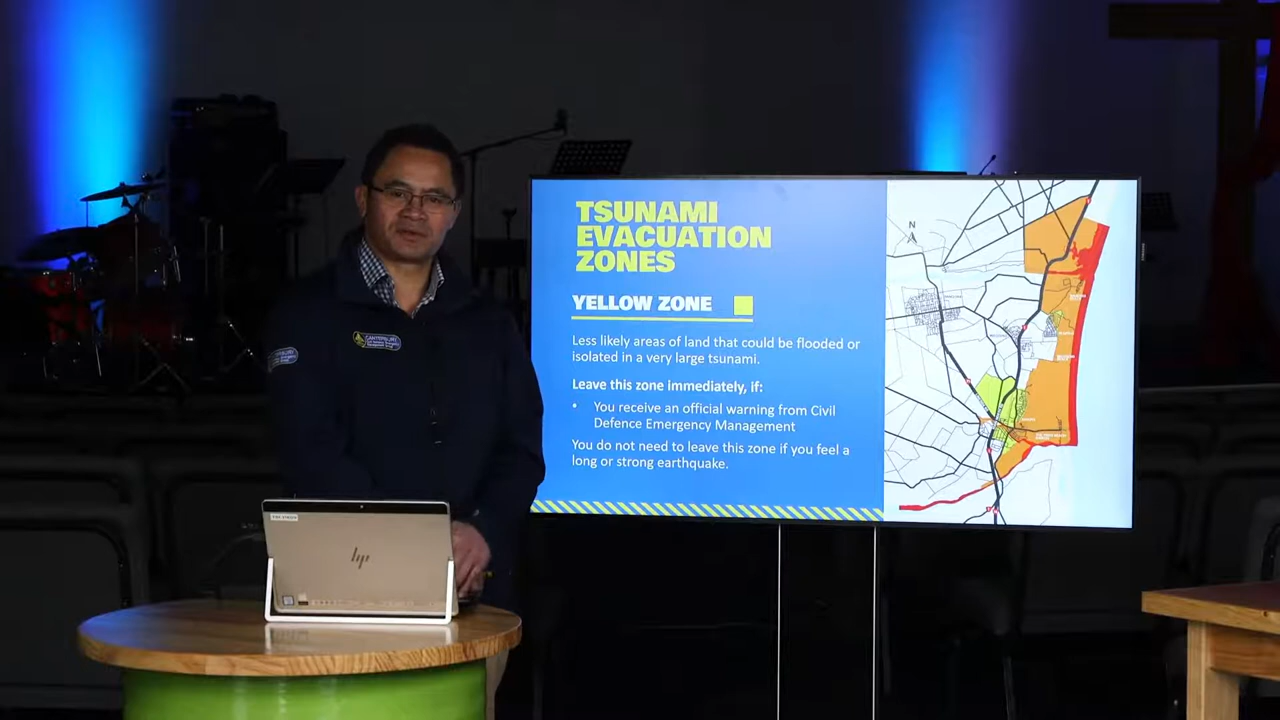 TSUNAMI
EVACUATION
ZONES
YELLOW ZONE
Less likely areas of land that could be flooded or
isolated in a very large tsunami.
Leave this zone immediately, if:
• You receive an official warning from Civil
Defence Emergency Management
You do not need to leave this zone if you feel a
long or strong earthquake.
N
CANTERBURY
hp